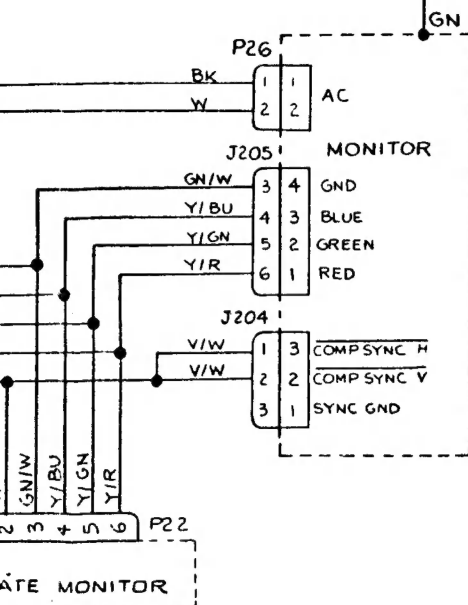 GN
P26
BK 1 1
W 2 2 AC
J205 MONITOR
GN/W 3 4 GND
Y/BU 4 3 BLUE
Y/GN 5 2 GREEN
Y/R 6 1 RED
J204
V/W 1 3 COMP SYNC H
V/W 2 2 COMP SYNC V
3 1 SYNC GND
GN/W Y/BU Y/GN Y/R
2 3 4 5 6 P22
ATE MONITOR